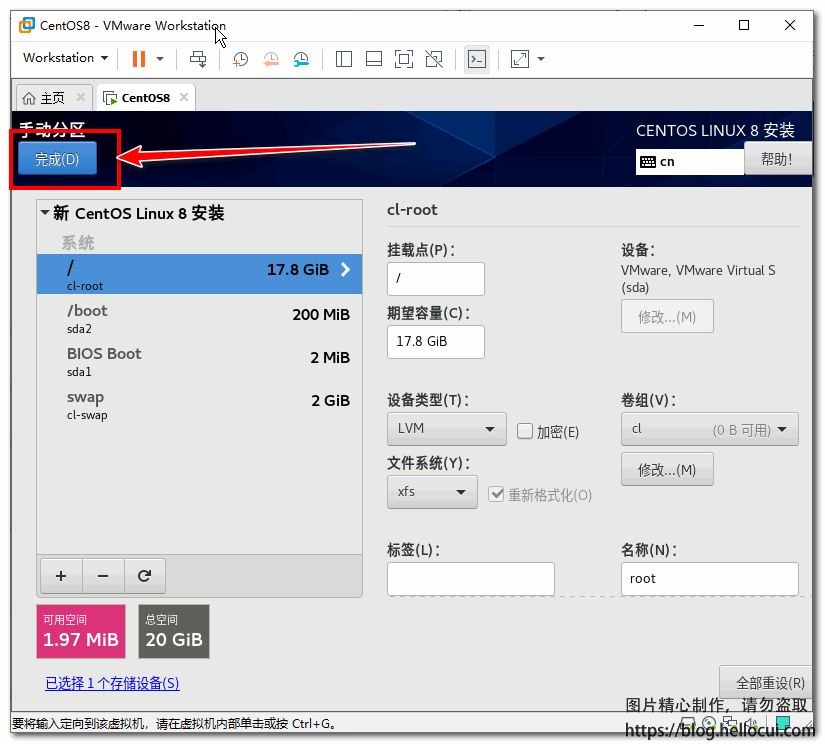 CentOS8 - VMware Workstation
Workstation
主页
CentOS8
手动分区
CENTOS LINUX 8 安装
完成(D)
cn
帮助！
新 CentOS Linux 8 安装
系统
/
17.8 GiB
cl-root
/boot
200 MiB
sda2
BIOS Boot
2 MiB
sda1
swap
2 GiB
cl-swap
cl-root
挂载点(P)：
/
设备：
VMware, VMware Virtual S
(sda)
修改...(M)
期望容量(C)：
17.8 GiB
设备类型(T)：
LVM
加密(E)
卷组(V)：
cl
(0 B 可用)
修改...(M)
文件系统(Y)：
xfs
重新格式化(O)
标签(L)：
名称(N)：
root
可用空间
1.97 MiB
总空间
20 GiB
已选择 1 个存储设备(S)
全部重设(R)
图片精心制作，请勿盗取
要将输入定向到该虚拟机，请在虚拟机内部单击或按 Ctrl+G。
https://blog.hellocui.com